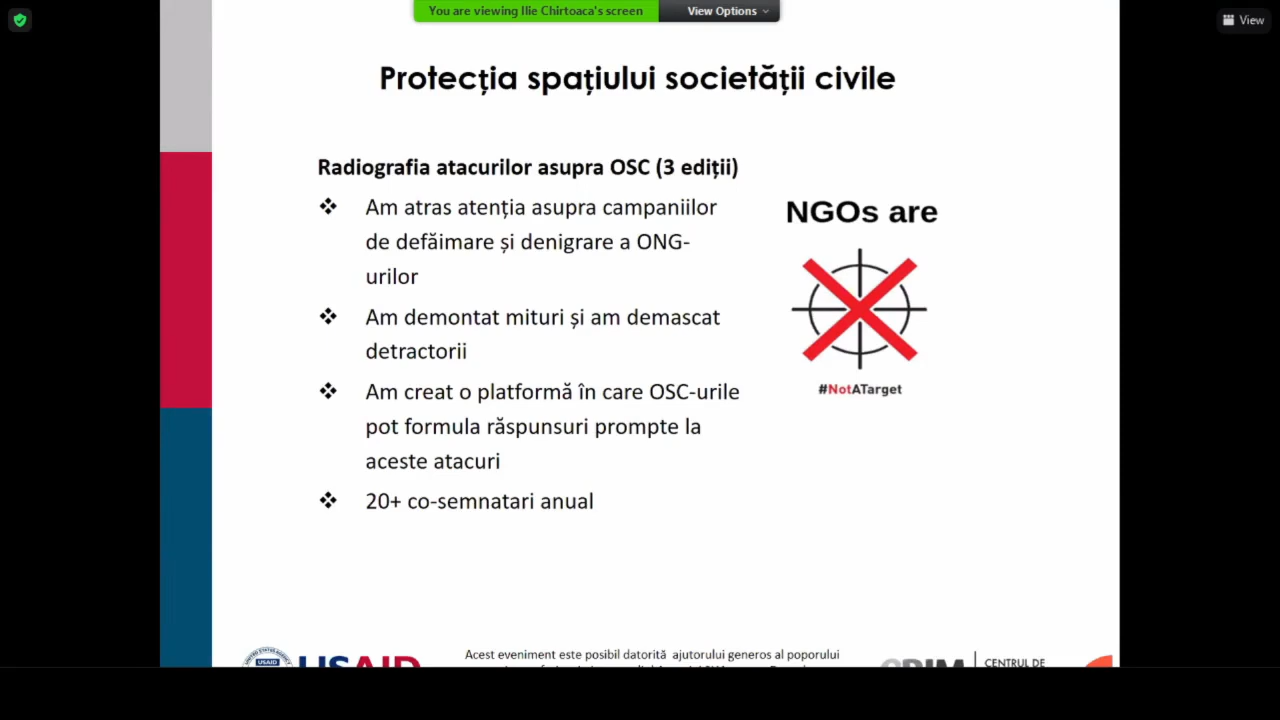 You are viewing Ilie Chirtoaca's screen
View Options
View
Protecția spațiului societății civile
Radiografia atacurilor asupra OSC (3 ediții)
Am atras atenția asupra campaniilor
de defăimare și denigrare a ONG-
urilor
Am demontat mituri și am demascat
detractorii
Am creat o platformă în care OSC-urile
pot formula răspunsuri prompte la
aceste atacuri
20+ co-semnatari anual
NGOs are
#NotATarget
USAID
USAID
Acest eveniment este posibil datorită ajutorului generos al poporului
CENTRUL DE